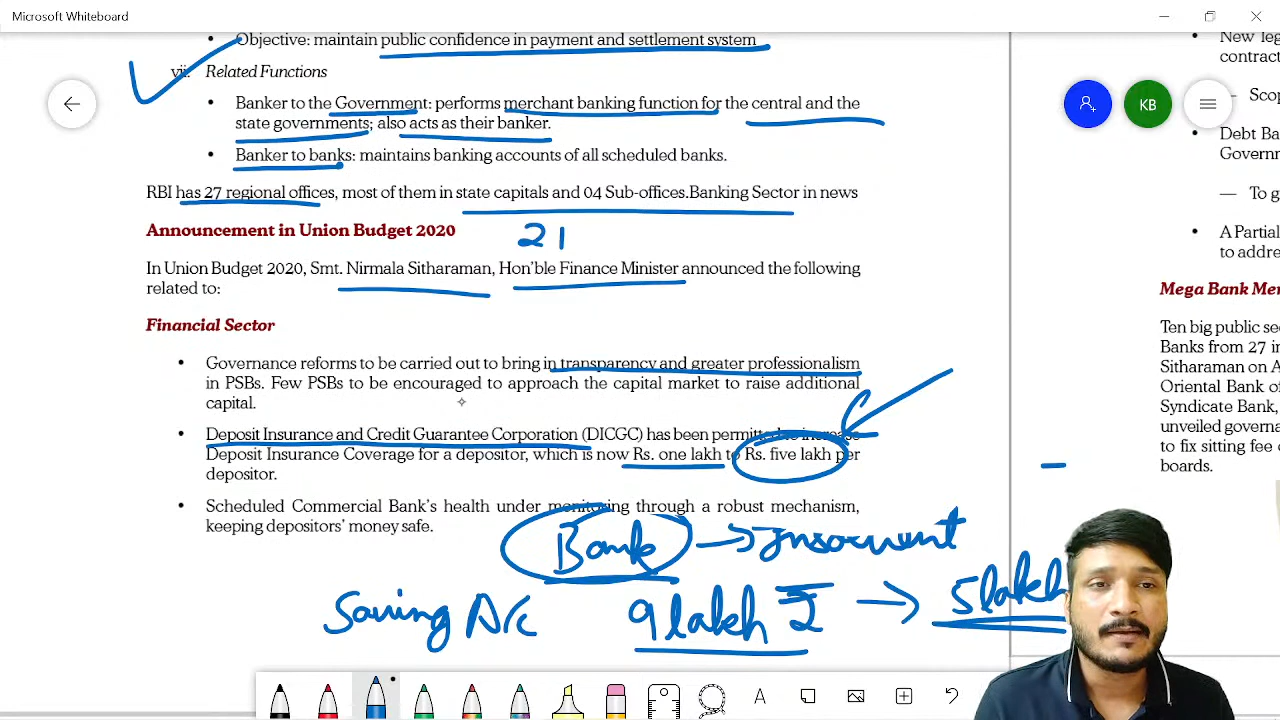 Microsoft Whiteboard
• Objective: maintain public confidence in payment and settlement system
vii. Related Functions
• Banker to the Government: performs merchant banking function for the central and the
state governments; also acts as their banker.
• Banker to banks: maintains banking accounts of all scheduled banks.
RBI has 27 regional offices, most of them in state capitals and 04 Sub-offices.Banking Sector in news
Announcement in Union Budget 2020
21
In Union Budget 2020, Smt. Nirmala Sitharaman, Hon'ble Finance Minister announced the following
related to:
Financial Sector
• Governance reforms to be carried out to bring in transparency and greater professionalism
in PSBs. Few PSBs to be encouraged to approach the capital market to raise additional
capital.
• Deposit Insurance and Credit Guarantee Corporation (DICGC) has been permitted to increase
Deposit Insurance Coverage for a depositor, which is now Rs. one lakh to Rs. five lakh per
depositor.
• Scheduled Commercial Bank's health under monitoring through a robust mechanism,
keeping depositors' money safe.
Bank →
Saving A/c 9 lakh ₹ → 5 lakh
KB
• New
contract
—
• Debt
Governm
— To
• A Partial
to
Mega Bank
Ten big public
Banks from 27
Sitharaman on
Oriental Bank of
Syndicate Bank,
unveiled
to fix sitting fee
boards.
A